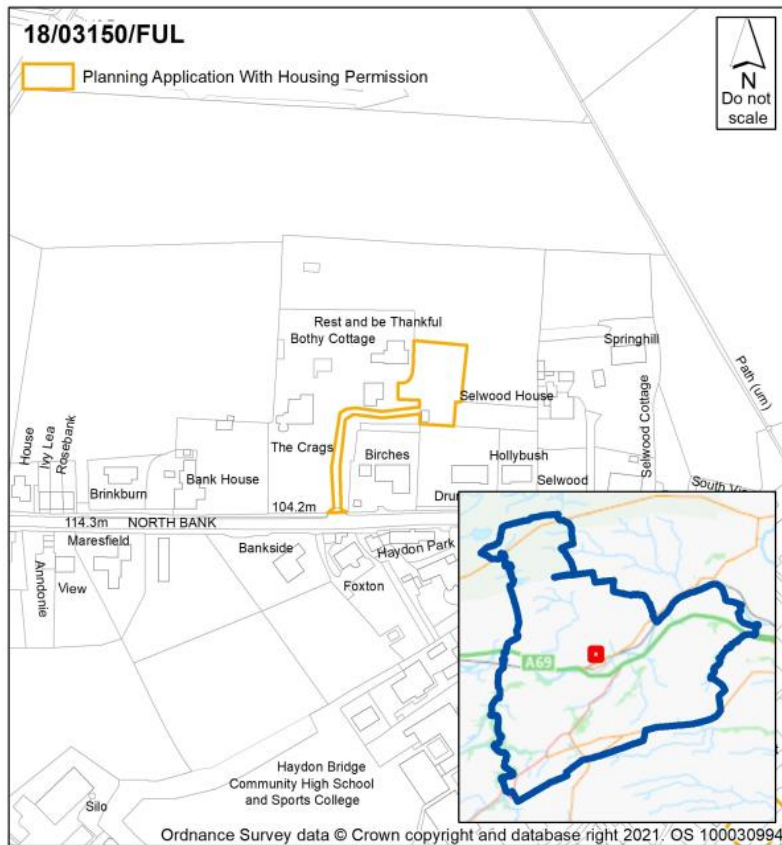 18/03150/FUL
Planning Application With Housing Permission
N
Do not
scale
Rest and be Thankful
Bothy Cottage
Springhill
Path (um)
Selwood House
Selwood Cottage
House
Ivy Lea
Rosebank
The Crags
Birches
Hollybush
Brinkburn
Bank House
Selwood
104.2m
114.3m
NORTH BANK
Maresfield
Bankside
Haydon Park
Anndonie
View
Foxton
A69
Haydon Bridge
Community High School
and Sports College
Silo
Ordnance Survey data © Crown copyright and database right 2021. OS 100030994